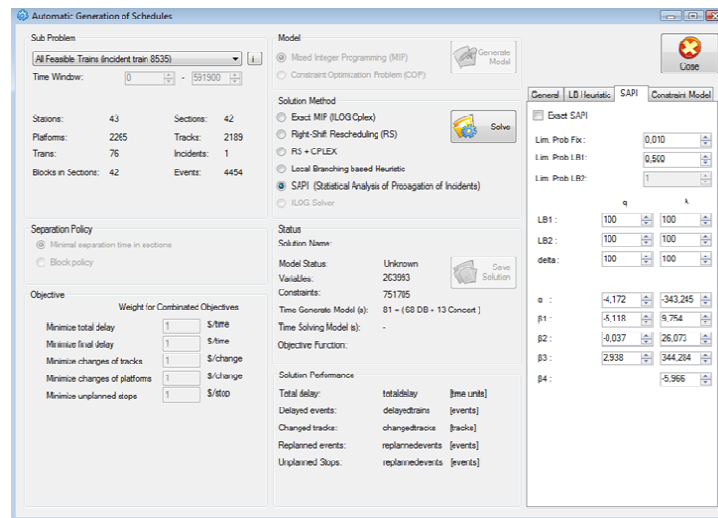 Automatic Generation of Schedules
Sub Problem
All Feasible Trains (incident train 8535)
Time Window: 0 - 591900
Stations: 43 Sections: 42
Platforms: 2265 Tracks: 2189
Trans: 76 Incidents: 1
Blocks in Sections: 42 Events: 4454
Separation Policy
Minimal separation time in sections
Block policy
Objective
Weight for Combinated Objectives
Minimize total delay 1 $/time
Minimize final delay 1 $/time
Minimize changes of tracks 1 $/change
Minimize changes of platforms 1 $/change
Minimize unplanned stops 1 $/stop
Model
Mixed Integer Programming (MIP)
Constraint Optimization Problem (COP)
Generate Model
Solution Method
Exact MIP (ILOG Cplex)
Right-Shift Rescheduling (RS)
RS + CPLEX
Local Branching based Heuristic
SAPI (Statistical Analysis of Propagation of Incidents)
ILOG Solver
Solve
Status
Solution Name:
Model Status: Unknown
Variables: 263993
Constraints: 751705
Time Generate Model (s): 81 = ( 68 DB + 13 Concert )
Time Solving Model (s): -
Objective Function:
Save Solution
Solution Performance
Total delay: totaldelay [time units]
Delayed events: delayedtrains [events]
Changed tracks: changedtracks [tracks]
Replanned events: replannedevents [events]
Unplanned Stops: replannedevents [events]
Close
General LB Heuristic SAPI Constraint Model
Exact SAPI
Lim. Prob Fix: 0,010
Lim. Prob LB1: 0,500
Lim. Prob LB2: 1
q λ
LB1 : 100 100
LB2 : 100 100
delta : 100 100
α : -4,172 -343,245
β1 : -5,118 9,754
β2 : -0,037 26,073
β3 : 2,938 344,284
β4 : -5,966